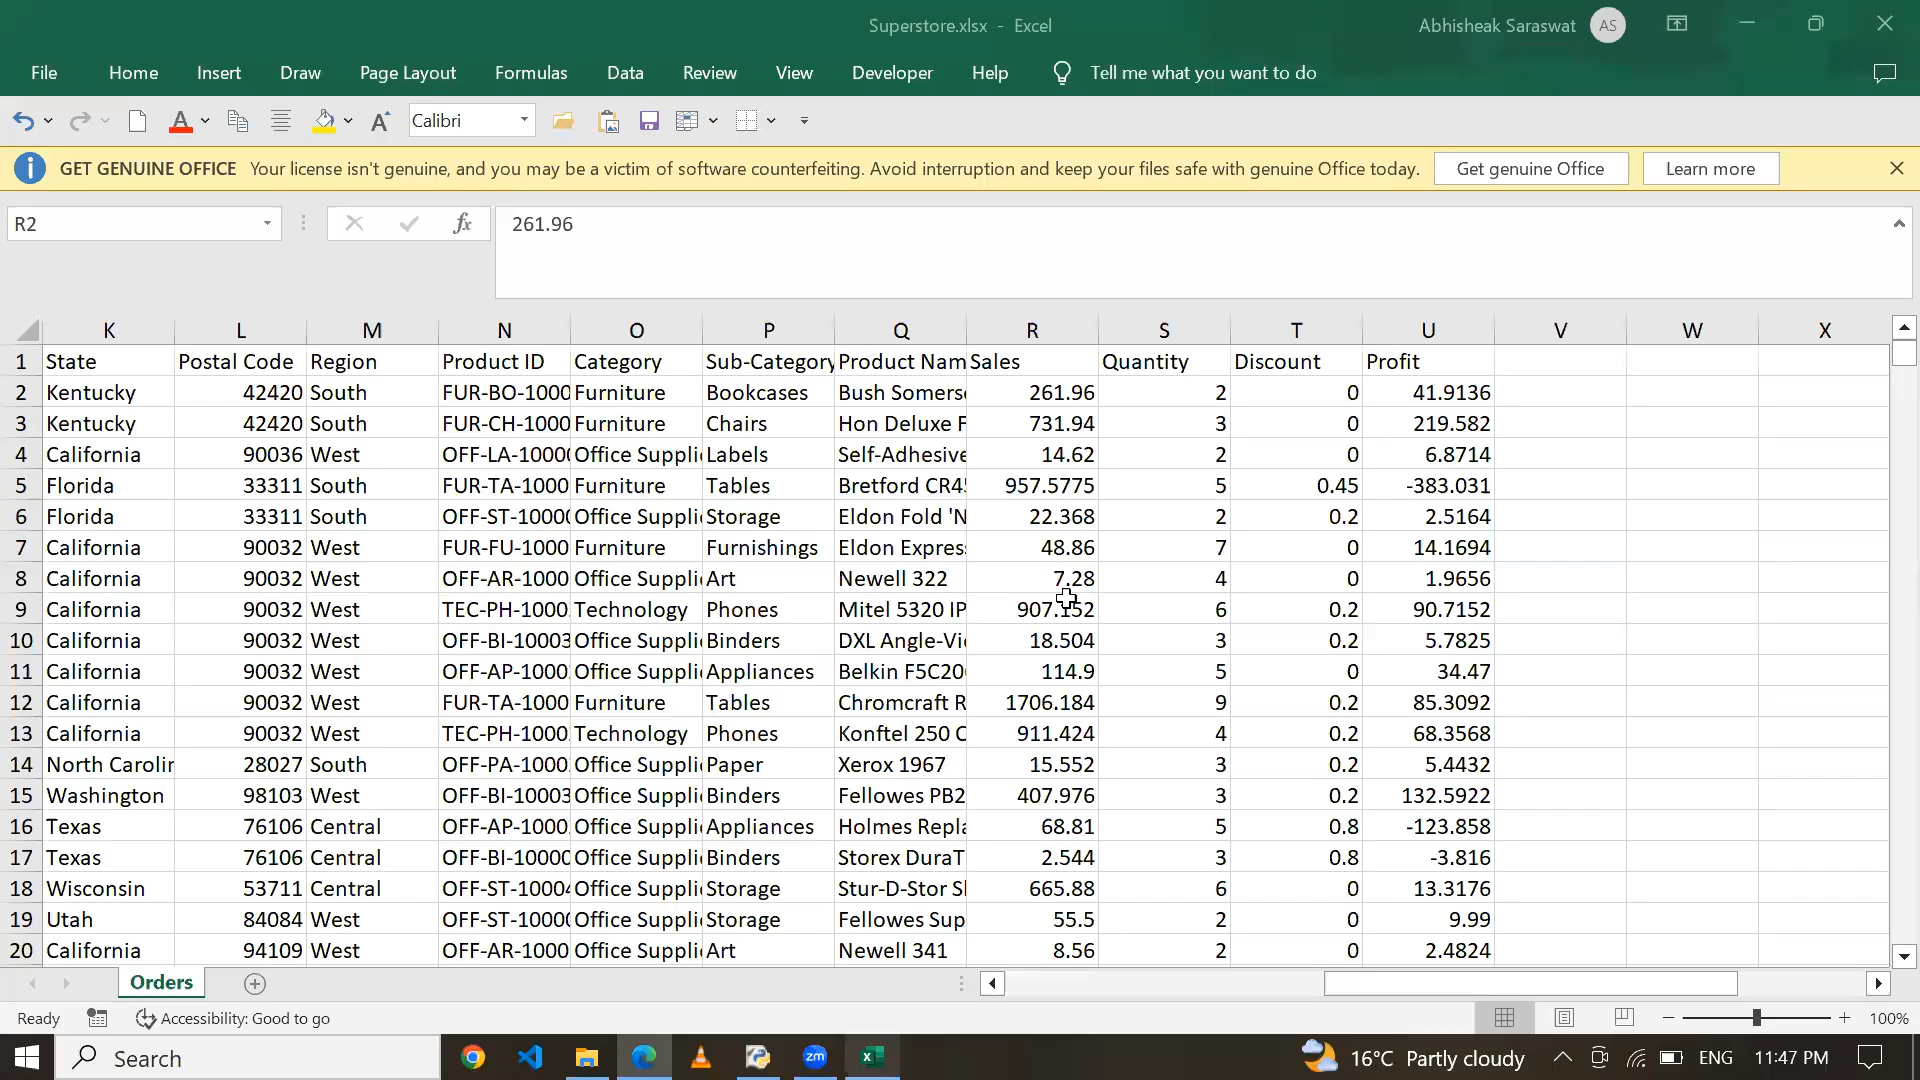 Superstore.xlsx - Excel
Abhisheak Saraswat AS
File Home Insert Draw Page Layout Formulas Data Review View Developer Help Tell me what you want to do
Calibri
GET GENUINE OFFICE Your license isn't genuine, and you may be a victim of software counterfeiting. Avoid interruption and keep your files safe with genuine Office today. Get genuine Office Learn more
R2 fx 261.96
K L M N O P Q R S T U V W X
1 State Postal Code Region Product ID Category Sub-Category Product Nam Sales Quantity Discount Profit
2 Kentucky 42420 South FUR-BO-1000 Furniture Bookcases Bush Somers 261.96 2 0 41.9136
3 Kentucky 42420 South FUR-CH-1000 Furniture Chairs Hon Deluxe F 731.94 3 0 219.582
4 California 90036 West OFF-LA-1000 Office Suppli Labels Self-Adhesive 14.62 2 0 6.8714
5 Florida 33311 South FUR-TA-1000 Furniture Tables Bretford CR4 957.5775 5 0.45 -383.031
6 Florida 33311 South OFF-ST-1000 Office Suppli Storage Eldon Fold 'N 22.368 2 0.2 2.5164
7 California 90032 West FUR-FU-1000 Furniture Furnishings Eldon Expres 48.86 7 0 14.1694
8 California 90032 West OFF-AR-1000 Office Suppli Art Newell 322 7.28 4 0 1.9656
9 California 90032 West TEC-PH-1000 Technology Phones Mitel 5320 IP 907.152 6 0.2 90.7152
10 California 90032 West OFF-BI-10003 Office Suppli Binders DXL Angle-Vi 18.504 3 0.2 5.7825
11 California 90032 West OFF-AP-1000 Office Suppli Appliances Belkin F5C20 114.9 5 0 34.47
12 California 90032 West FUR-TA-1000 Furniture Tables Chromcraft R 1706.184 9 0.2 85.3092
13 California 90032 West TEC-PH-1000 Technology Phones Konftel 250 C 911.424 4 0.2 68.3568
14 North Carolin 28027 South OFF-PA-1000 Office Suppli Paper Xerox 1967 15.552 3 0.2 5.4432
15 Washington 98103 West OFF-BI-10003 Office Suppli Binders Fellowes PB2 407.976 3 0.2 132.5922
16 Texas 76106 Central OFF-AP-1000 Office Suppli Appliances Holmes Repla 68.81 5 0.8 -123.858
17 Texas 76106 Central OFF-BI-1000 Office Suppli Binders Storex DuraT 2.544 3 0.8 -3.816
18 Wisconsin 53711 Central OFF-ST-10004 Office Suppli Storage Stur-D-Stor S 665.88 6 0 13.3176
19 Utah 84084 West OFF-ST-1000 Office Suppli Storage Fellowes Sup 55.5 2 0 9.99
20 California 94109 West OFF-AR-1000 Office Suppli Art Newell 341 8.56 2 0 2.4824
Orders
Ready Accessibility: Good to go 100%
Search zm 16°C Partly cloudy ENG 11:47 PM